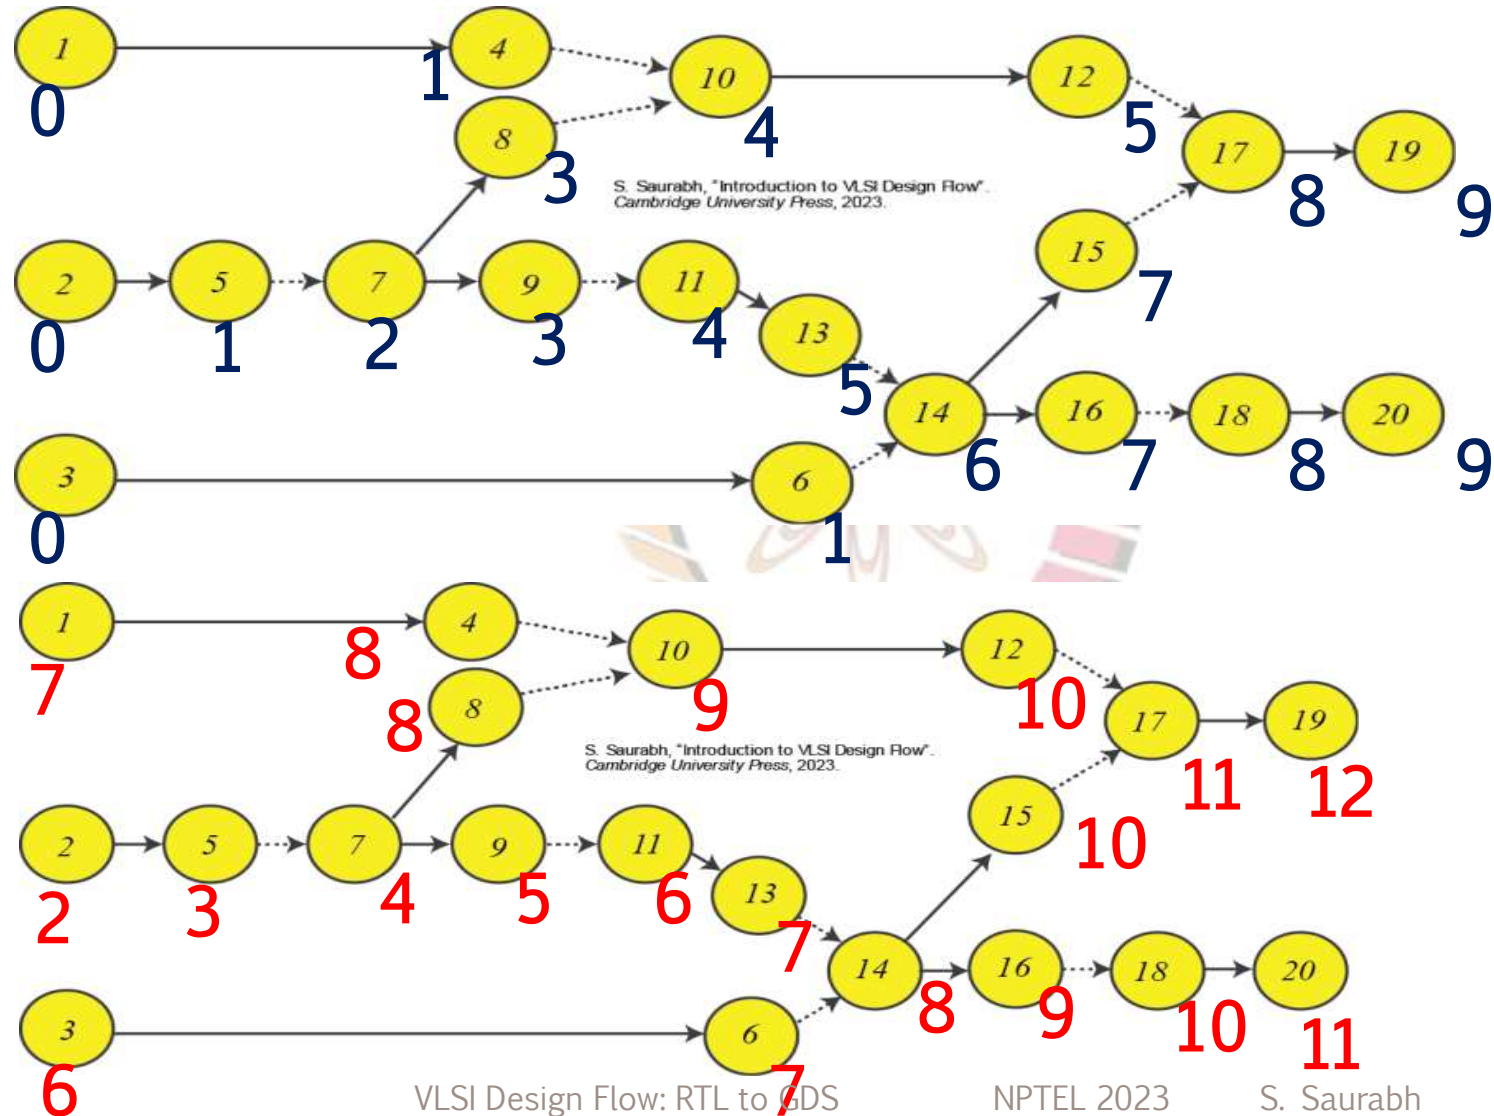 1 4 10 12
0 1 4 5
8 17 19
3 8 9
S. Saurabh, "Introduction to VLSI Design Flow".
Cambridge University Press, 2023.
15
7
2 5 7 9 11 13
0 1 2 3 4 5
14 16 18 20
6 7 8 9
3 6
0 1
1 4 10 12
7 8 9 10
8 17 19
8 11 12
S. Saurabh, "Introduction to VLSI Design Flow".
Cambridge University Press, 2023.
15
10
2 5 7 9 11 13
2 3 4 5 6 7
14 16 18 20
8 9 10 11
3 6
6 7
VLSI Design Flow: RTL to GDS NPTEL 2023 S. Saurabh